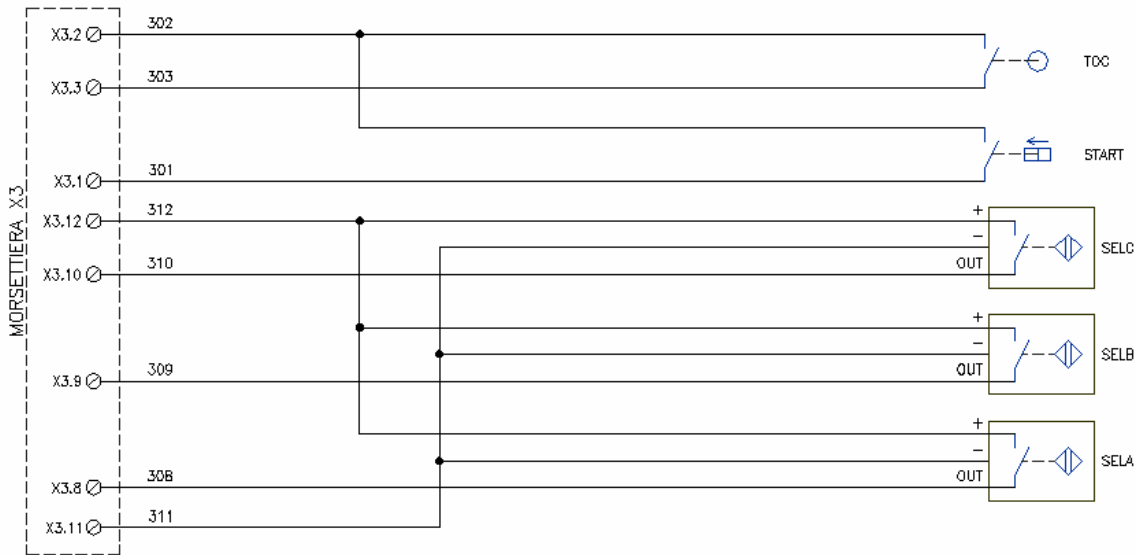 X3.2 302
X3.3 303 TOC
START
X3.1 301
X3.12 312 +
- SELC
X3.10 310 OUT
MORSETTIERA X3
+
- SELB
X3.9 309 OUT
+
- SELA
X3.8 308 OUT
X3.11 311